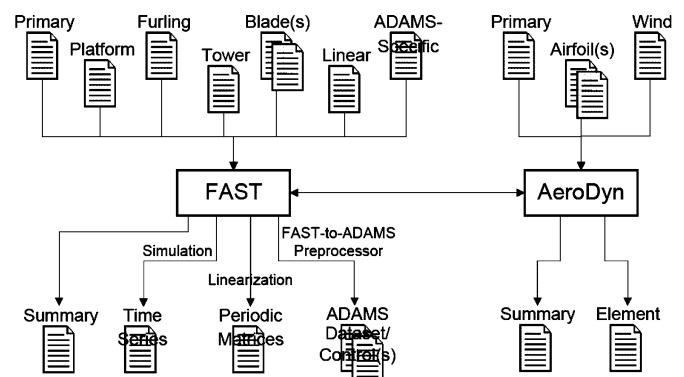 Primary
Platform
Furling
Tower
Blade(s)
Linear
ADAMS-
Specific
Primary
Airfoil(s)
Wind
FAST
AeroDyn
Simulation
Linearization
FAST-to-ADAMS
Preprocessor
Summary
Time
Series
Periodic
Matrices
ADAMS
Dataset/
Control(s)
Summary
Element